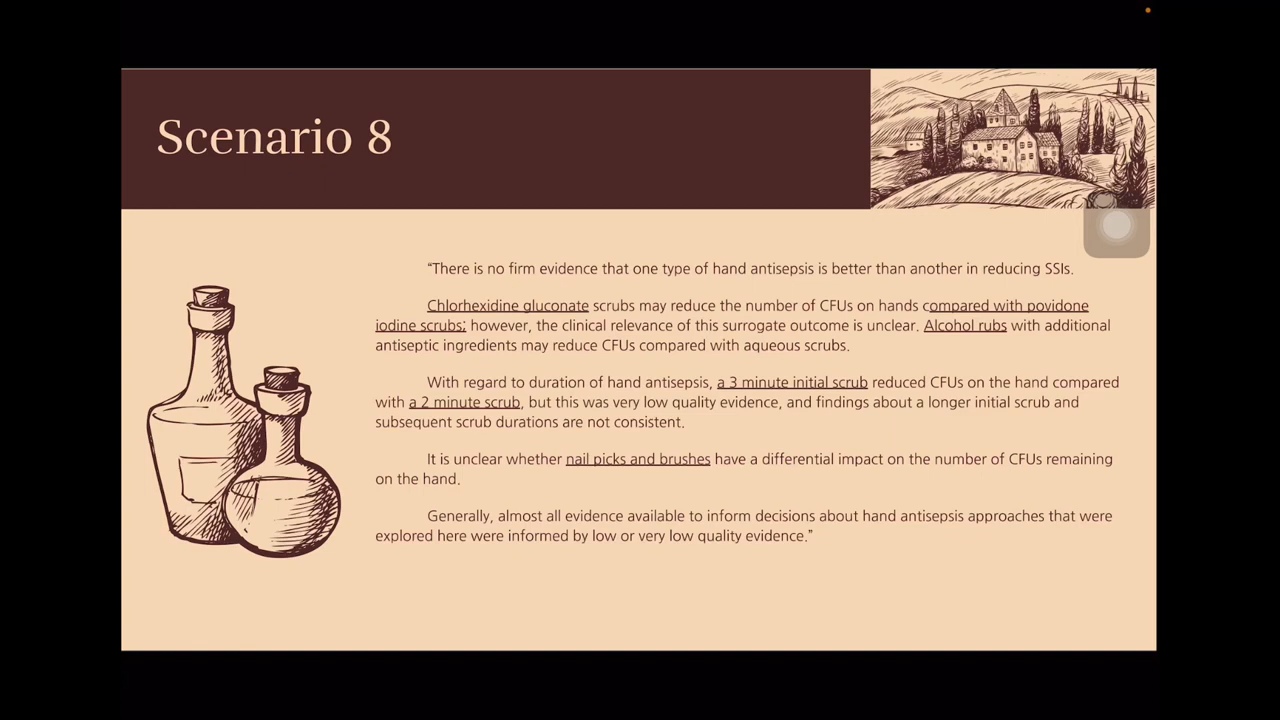 Scenario 8
“There is no firm evidence that one type of hand antisepsis is better than another in reducing SSIs.
Chlorhexidine gluconate scrubs may reduce the number of CFUs on hands compared with povidone
iodine scrubs; however, the clinical relevance of this surrogate outcome is unclear. Alcohol rubs with additional
antiseptic ingredients may reduce CFUs compared with aqueous scrubs.
With regard to duration of hand antisepsis, a 3 minute initial scrub reduced CFUs on the hand compared
with a 2 minute scrub, but this was very low quality evidence, and findings about a longer initial scrub and
subsequent scrub durations are not consistent.
It is unclear whether nail picks and brushes have a differential impact on the number of CFUs remaining
on the hand.
Generally, almost all evidence available to inform decisions about hand antisepsis approaches that were
explored here were informed by low or very low quality evidence.”